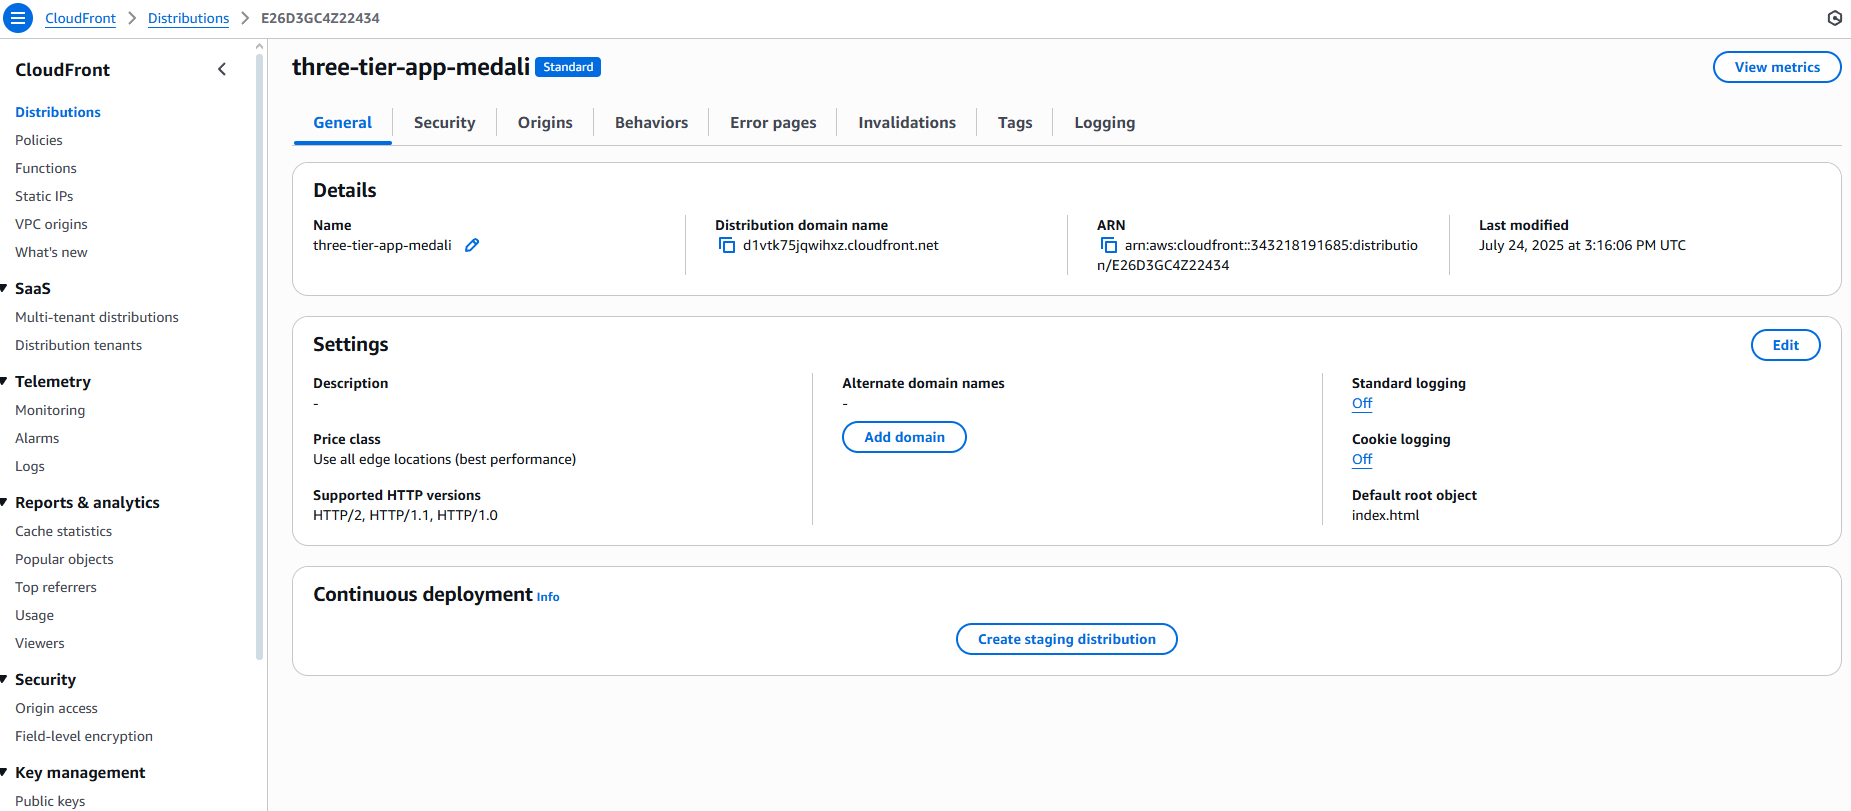 CloudFront > Distributions > E26D3GC4Z22434
CloudFront
Distributions
Policies
Functions
Static IPs
VPC origins
What's new
SaaS
Multi-tenant distributions
Distribution tenants
Telemetry
Monitoring
Alarms
Logs
Reports & analytics
Cache statistics
Popular objects
Top referrers
Usage
Viewers
Security
Origin access
Field-level encryption
Key management
Public keys
three-tier-app-medali Standard
View metrics
General Security Origins Behaviors Error pages Invalidations Tags Logging
Details
Name
three-tier-app-medali
Distribution domain name
d1vtk75jqwihxz.cloudfront.net
ARN
arn:aws:cloudfront::343218191685:distributio
n/E26D3GC4Z22434
Last modified
July 24, 2025 at 3:16:06 PM UTC
Settings
Edit
Description
-
Price class
Use all edge locations (best performance)
Supported HTTP versions
HTTP/2, HTTP/1.1, HTTP/1.0
Alternate domain names
-
Add domain
Standard logging
Off
Cookie logging
Off
Default root object
index.html
Continuous deployment Info
Create staging distribution